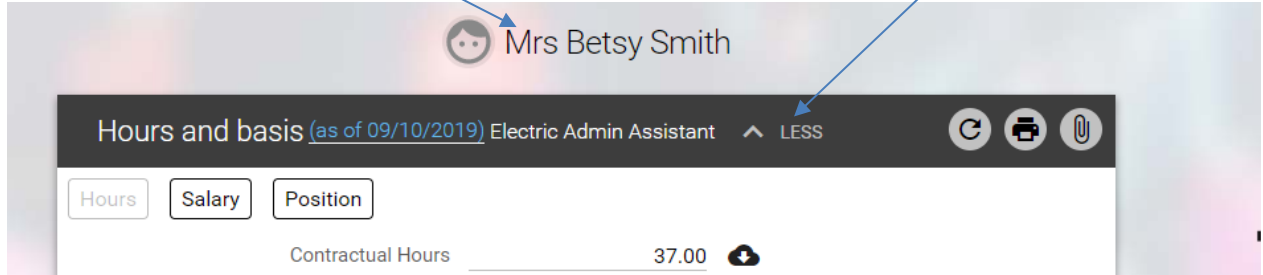 Mrs Betsy Smith
Hours and basis (as of 09/10/2019) Electric Admin Assistant LESS
Hours Salary Position
Contractual Hours 37.00